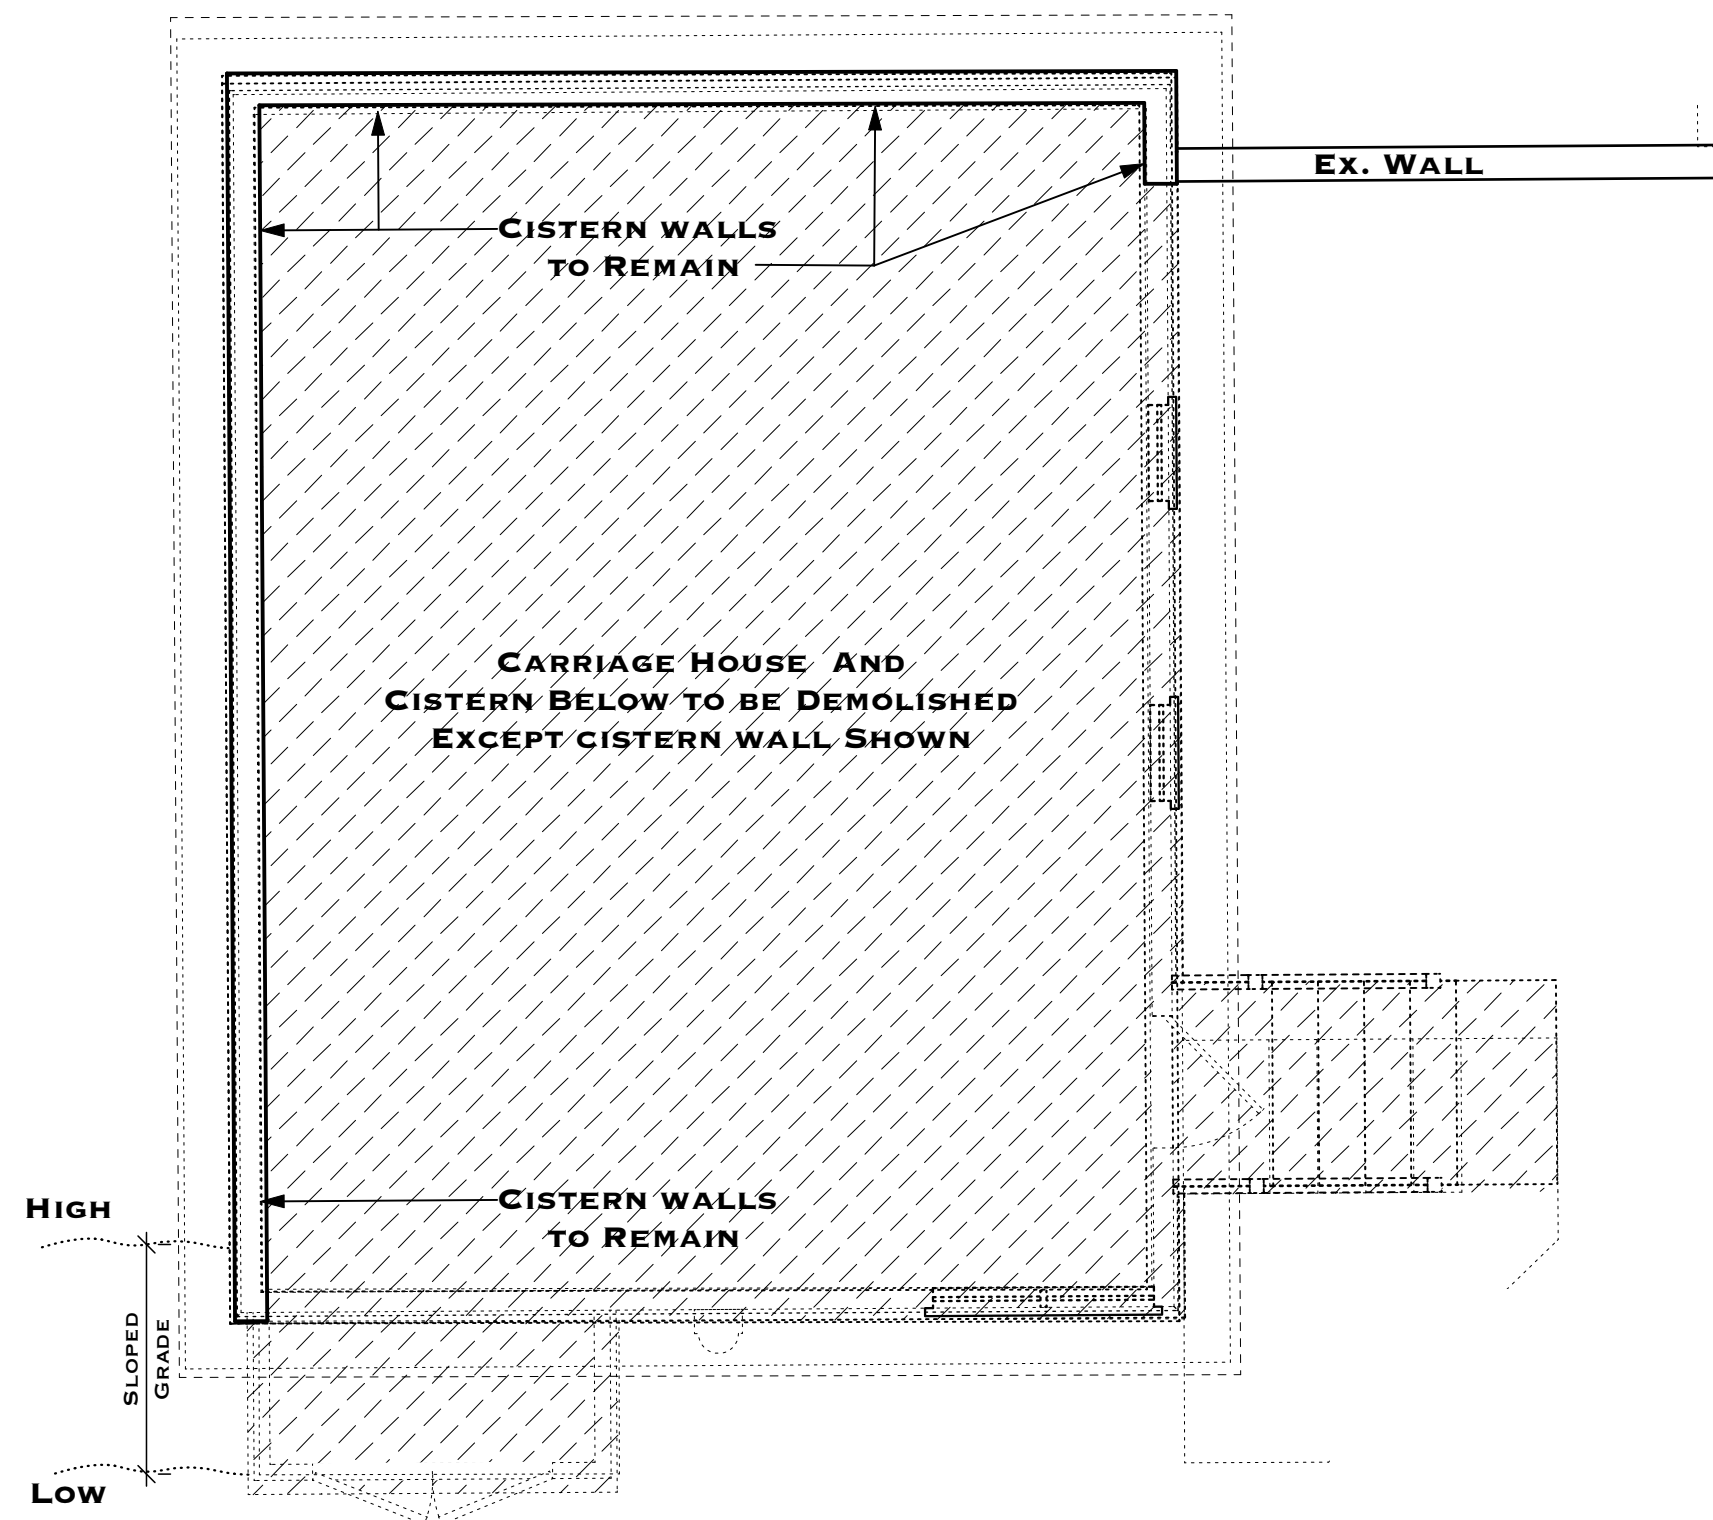 Ex. Wall
Cistern walls
to Remain
Carriage House And
Cistern Below to be Demolished
Except cistern wall Shown
Cistern walls
to Remain
High
Sloped
Grade
Low